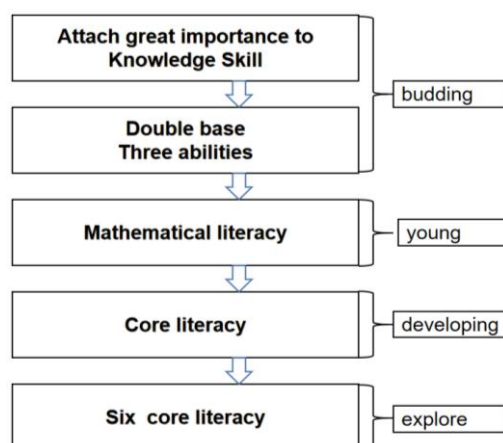 Attach great importance to
Knowledge Skill
budding
Double base
Three abilities
Mathematical literacy
young
Core literacy
developing
Six core literacy
explore